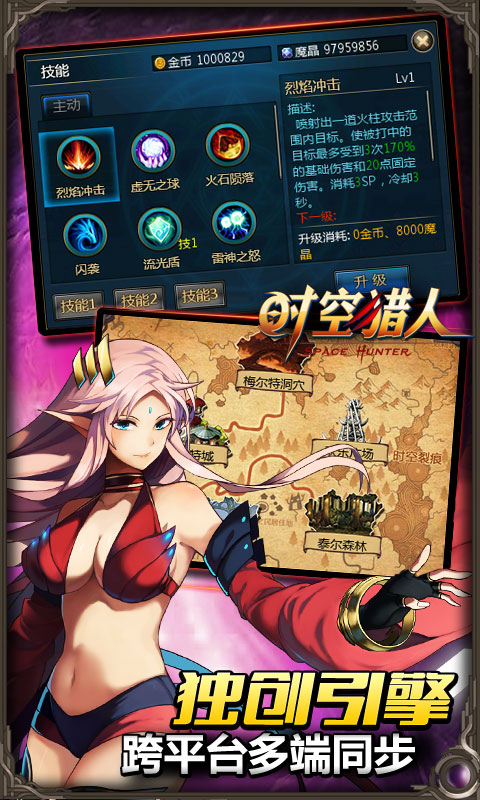 技能
金币 1000829
魔晶 97959856
主动
烈焰冲击
虚无之球
火石陨落
闪袭
流光盾
技1
雷神之怒
技能1
技能2
技能3
烈焰冲击
Lv1
描述:
喷射出一道火柱攻击范
围内目标。使被打中的
目标最多受到3次170%
的基础伤害和20点固定
伤害。消耗3SP，冷却3
秒。
下一级:
升级消耗: 0金币、8000魔
晶
升级
时空猎人
SPACE HUNTER
梅尔特洞穴
特城
广场
时空裂痕
泰尔森林
独创引擎
跨平台多端同步